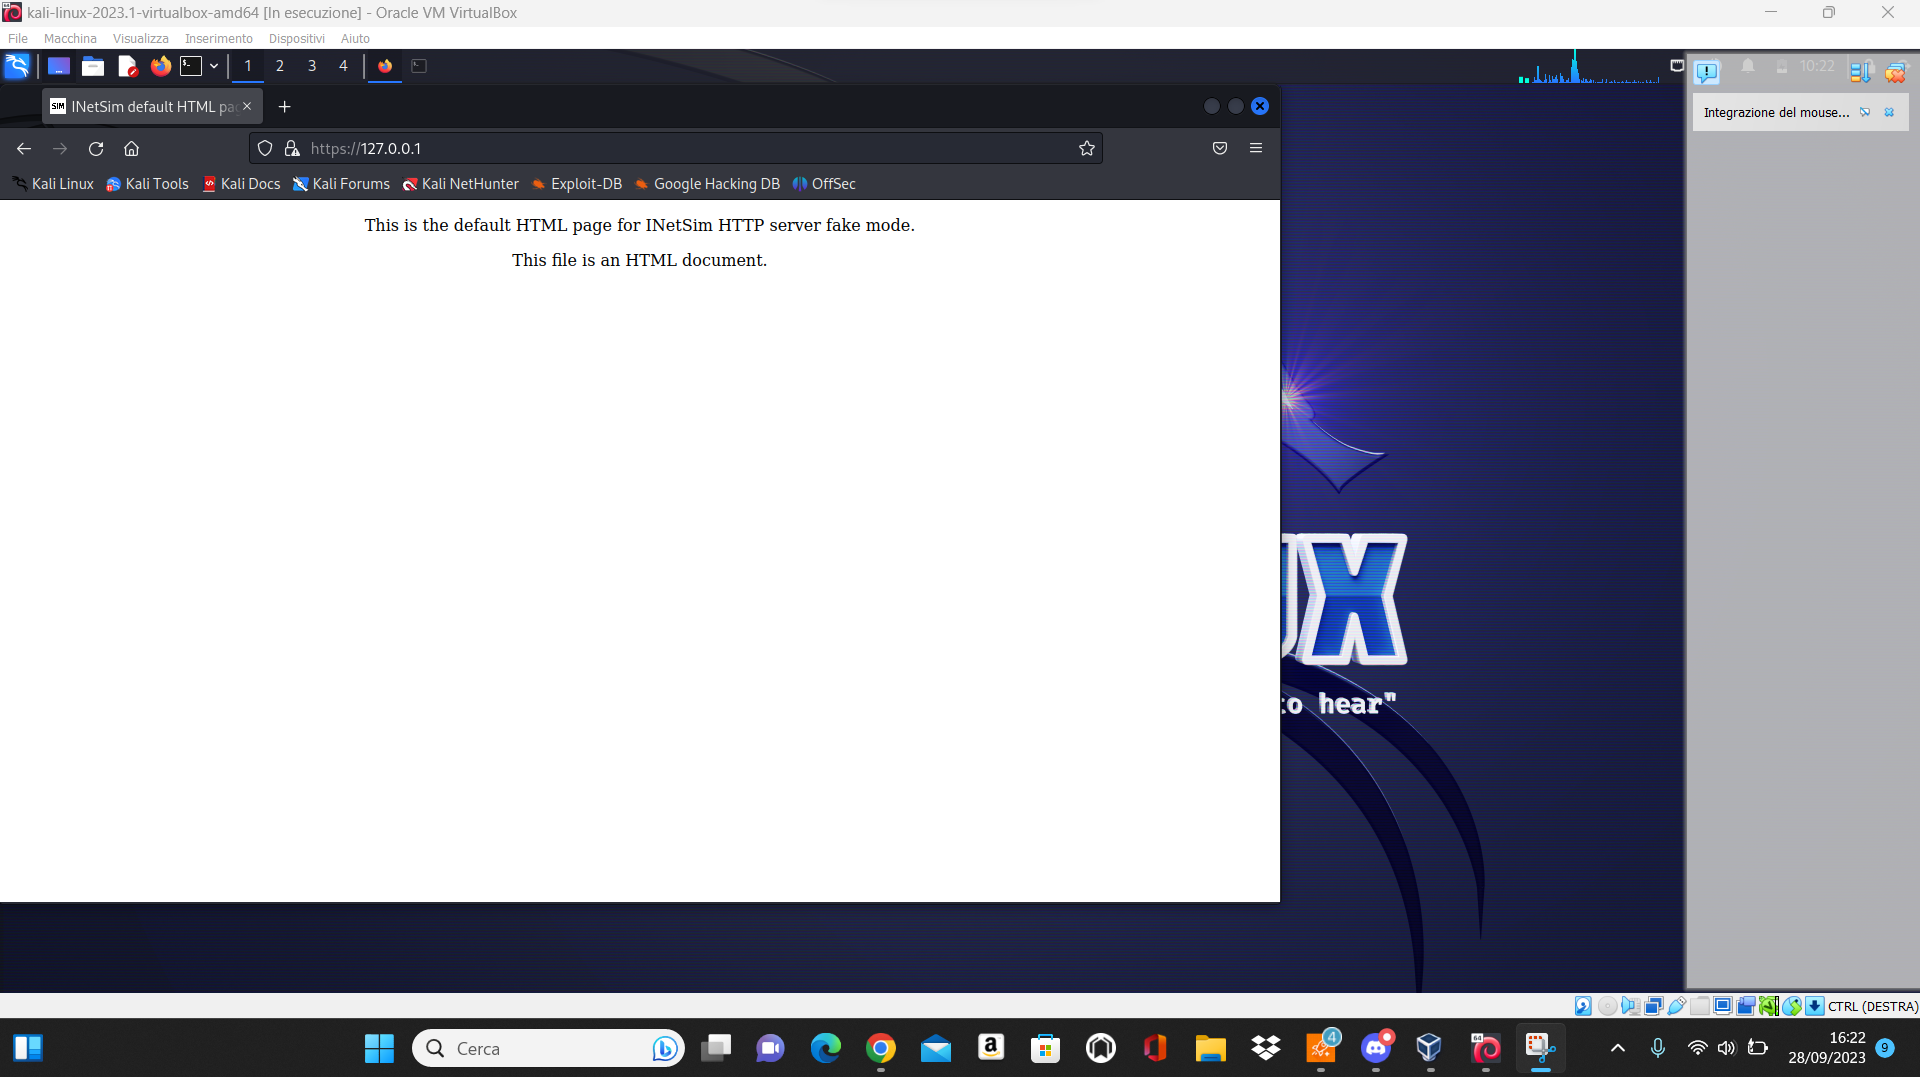 kali-linux-2023.1-virtualbox-amd64 [In esecuzione] - Oracle VM VirtualBox
File Macchina Visualizza Inserimento Dispositivi Aiuto
1 2 3 4
10:22
INetSim default HTML pa
https://127.0.0.1
Kali Linux Kali Tools Kali Docs Kali Forums Kali NetHunter Exploit-DB Google Hacking DB OffSec
Integrazione del mouse...
This is the default HTML page for INetSim HTTP server fake mode.
This file is an HTML document.
UX
to hear"
CTRL (DESTRA)
Cerca
4
16:22
28/09/2023
9